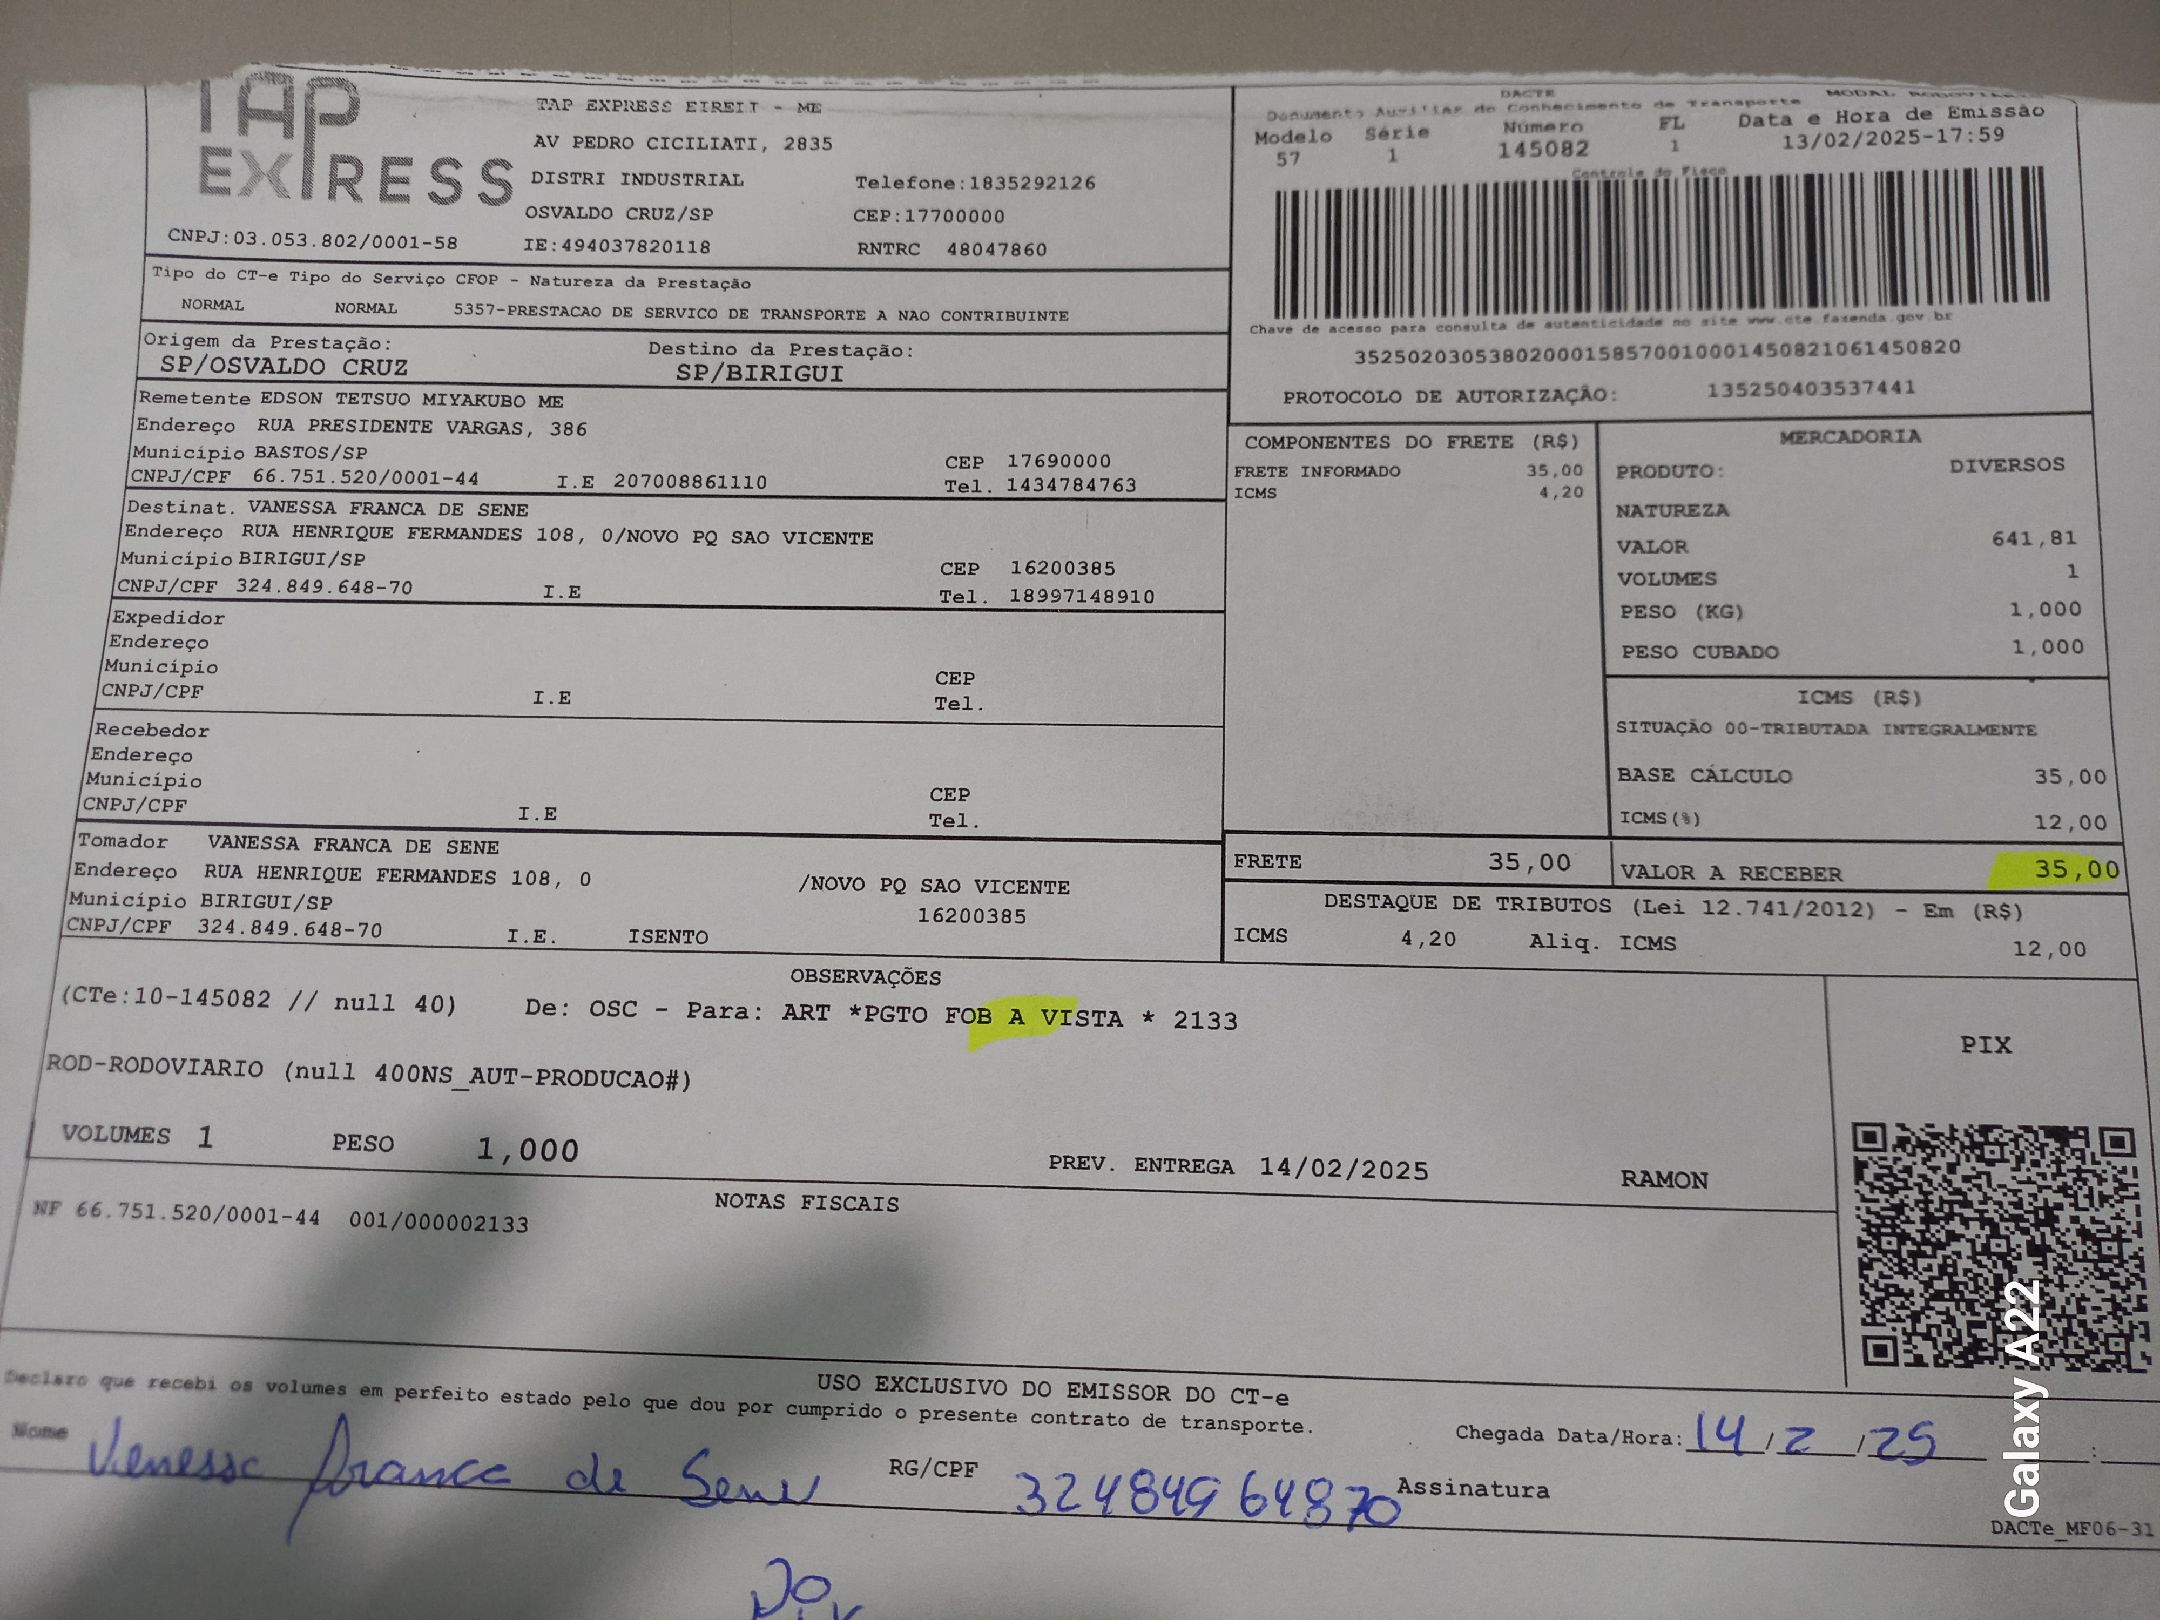 TAP
EXPRESS
TAP EXPRESS EIRELI - ME
AV PEDRO CICILIATI, 2835
DISTRI INDUSTRIAL Telefone:1835292126
OSVALDO CRUZ/SP CEP:17700000
CNPJ:03.053.802/0001-58 IE:494037820118 RNTRC 48047860
DACTE MODAL RODOVIARIO
Documento Auxiliar do Conhecimento de Transporte
Modelo Série Número FL Data e Hora de Emissão
57 1 145082 1 13/02/2025-17:59
Controle do Fisco
Chave de acesso para consulta de autenticidade no site www.cte.fazenda.gov.br
35250203053802000158570010001450821061450820
PROTOCOLO DE AUTORIZAÇÃO: 135250403537441
Tipo do CT-e Tipo do Serviço CFOP - Natureza da Prestação
NORMAL NORMAL 5357-PRESTACAO DE SERVICO DE TRANSPORTE A NAO CONTRIBUINTE
Origem da Prestação: Destino da Prestação:
SP/OSVALDO CRUZ SP/BIRIGUI
Remetente EDSON TETSUO MIYAKUBO ME
Endereço RUA PRESIDENTE VARGAS, 386
Município BASTOS/SP CEP 17690000
CNPJ/CPF 66.751.520/0001-44 I.E 207008861110 Tel. 1434784763
Destinat. VANESSA FRANCA DE SENE
Endereço RUA HENRIQUE FERMANDES 108, 0/NOVO PQ SAO VICENTE
Município BIRIGUI/SP CEP 16200385
CNPJ/CPF 324.849.648-70 I.E Tel. 18997148910
Expedidor
Endereço
Município CEP
CNPJ/CPF I.E Tel.
Recebedor
Endereço
Município CEP
CNPJ/CPF I.E Tel.
Tomador VANESSA FRANCA DE SENE
Endereço RUA HENRIQUE FERMANDES 108, 0 /NOVO PQ SAO VICENTE
Município BIRIGUI/SP 16200385
CNPJ/CPF 324.849.648-70 I.E. ISENTO
COMPONENTES DO FRETE (R$)
FRETE INFORMADO 35,00
ICMS 4,20
MERCADORIA
PRODUTO: DIVERSOS
NATUREZA
VALOR 641,81
VOLUMES 1
PESO (KG) 1,000
PESO CUBADO 1,000
ICMS (R$)
SITUAÇÃO 00-TRIBUTADA INTEGRALMENTE
BASE CÁLCULO 35,00
ICMS(%) 12,00
FRETE 35,00 VALOR A RECEBER 35,00
DESTAQUE DE TRIBUTOS (Lei 12.741/2012) - Em (R$)
ICMS 4,20 Aliq. ICMS 12,00
OBSERVAÇÕES
(CTe:10-145082 // null 40) De: OSC - Para: ART *PGTO FOB A VISTA * 2133
ROD-RODOVIARIO (null 400NS_AUT-PRODUCAO#)
VOLUMES 1 PESO 1,000 PREV. ENTREGA 14/02/2025 RAMON
PIX
NOTAS FISCAIS
NF 66.751.520/0001-44 001/000002133
USO EXCLUSIVO DO EMISSOR DO CT-e
Declaro que recebi os volumes em perfeito estado pelo que dou por cumprido o presente contrato de transporte.
Chegada Data/Hora: 14/2/25 :
Nome Vanessa franca de Sene RG/CPF 32484964870 Assinatura
DACTe_MF06-31
Galaxy A22